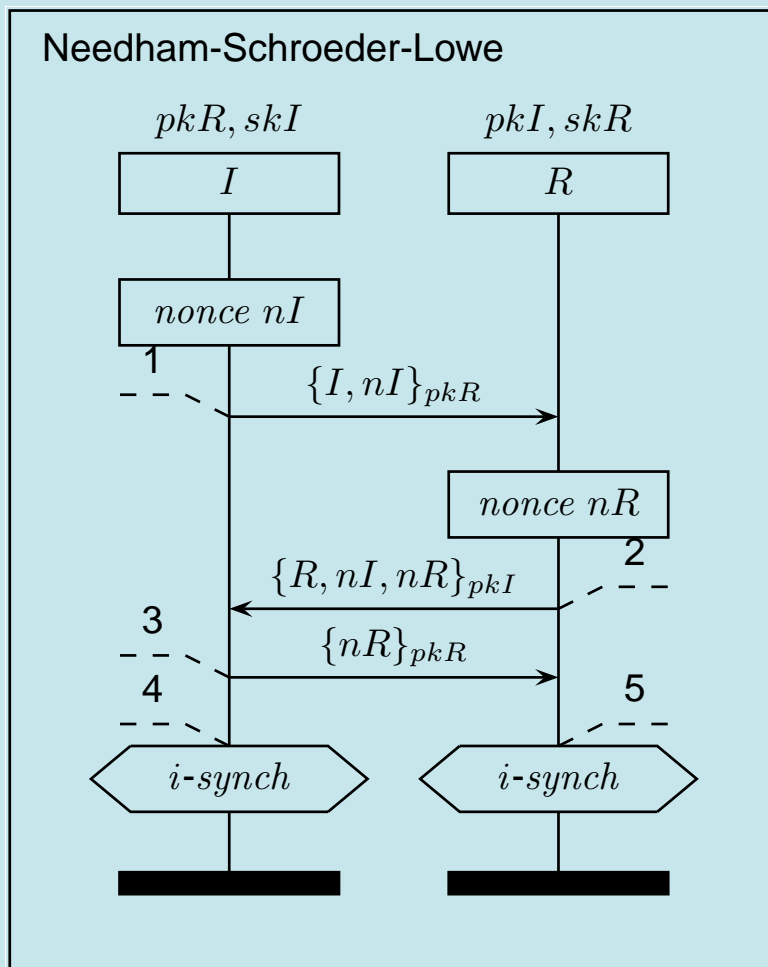 Needham-Schroeder-Lowe
pkR, skI pkI, skR
I R
nonce nI
1
{I, nI}pkR
nonce nR
2
{R, nI, nR}pkI
3
{nR}pkR
4 5
i-synch i-synch